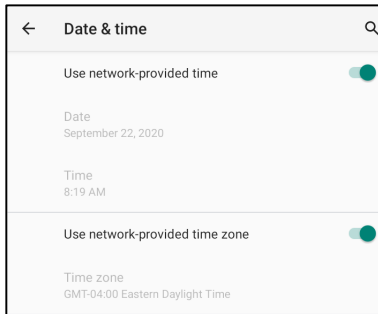 Date & time
Use network-provided time
Date
September 22, 2020
Time
8:19 AM
Use network-provided time zone
Time zone
GMT-04:00 Eastern Daylight Time